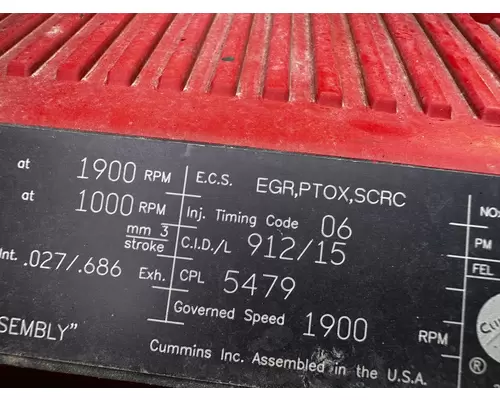 at 1900 RPM
at 1000 RPM
mm 3
stroke
Int. .027/.686 Exh.
SEMBLY"
E.C.S. EGR,PTOX,SCRC
Inj. Timing Code 06
C.I.D./L 912/15
CPL 5479
Governed Speed 1900 RPM
Cummins Inc. Assembled in the U.S.A.
NO:
PM
FEL
Cum
®